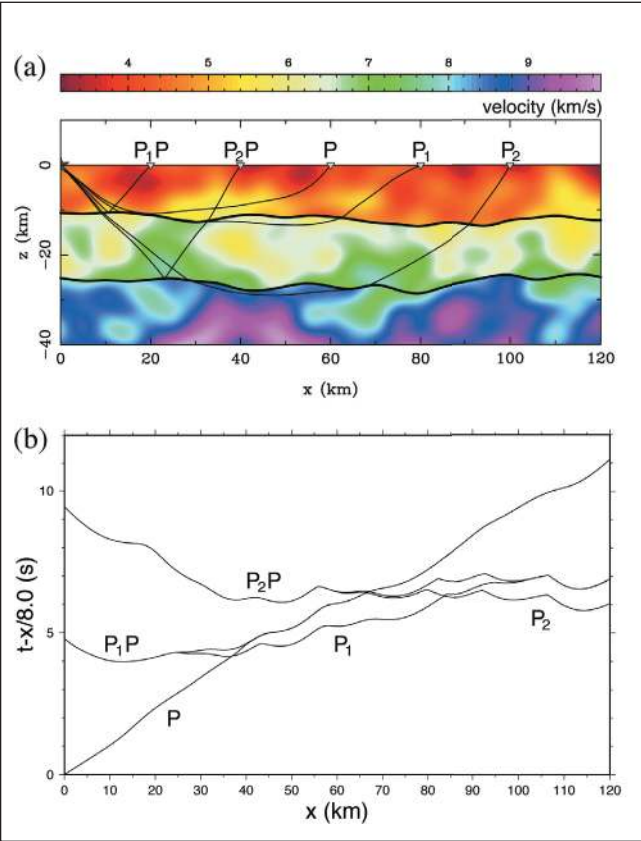 (a)
4 5 6 7 8 9
velocity (km/s)
P₁P P₂P P P₁ P₂
0
−20
−40
z (km)
0 20 40 60 80 100 120
x (km)
(b)
10
5
0
t-x/8.0 (s)
P₂P
P₁P
P₁
P₂
P
0 10 20 30 40 50 60 70 80 90 100 110 120
x (km)